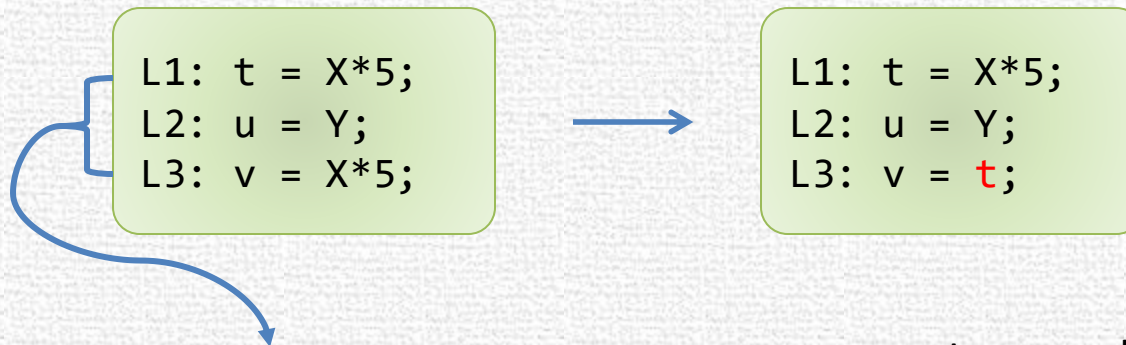 L1: t = X*5;
L2: u = Y;
L3: v = X*5;
L1: t = X*5;
L2: u = Y;
L3: v = t;